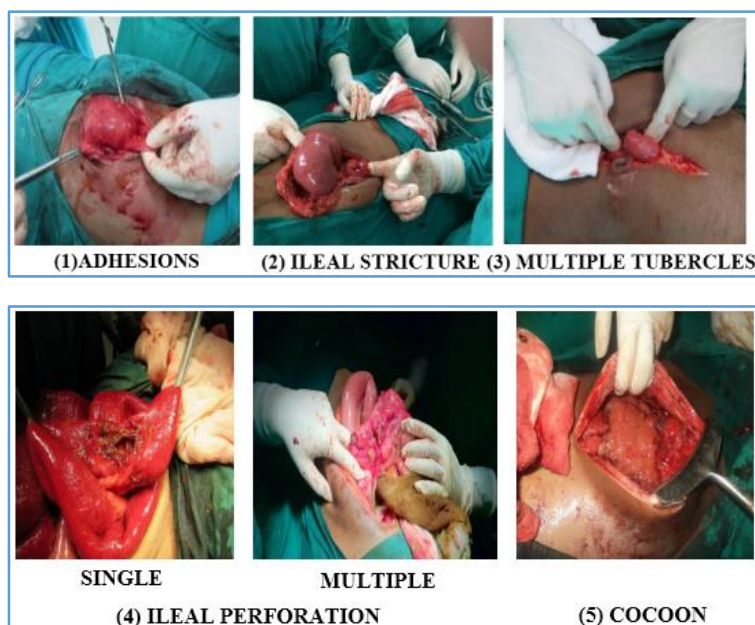 (1)ADHESIONS (2) ILEAL STRICTURE (3) MULTIPLE TUBERCLES
SINGLE MULTIPLE
(4) ILEAL PERFORATION (5) COCOON